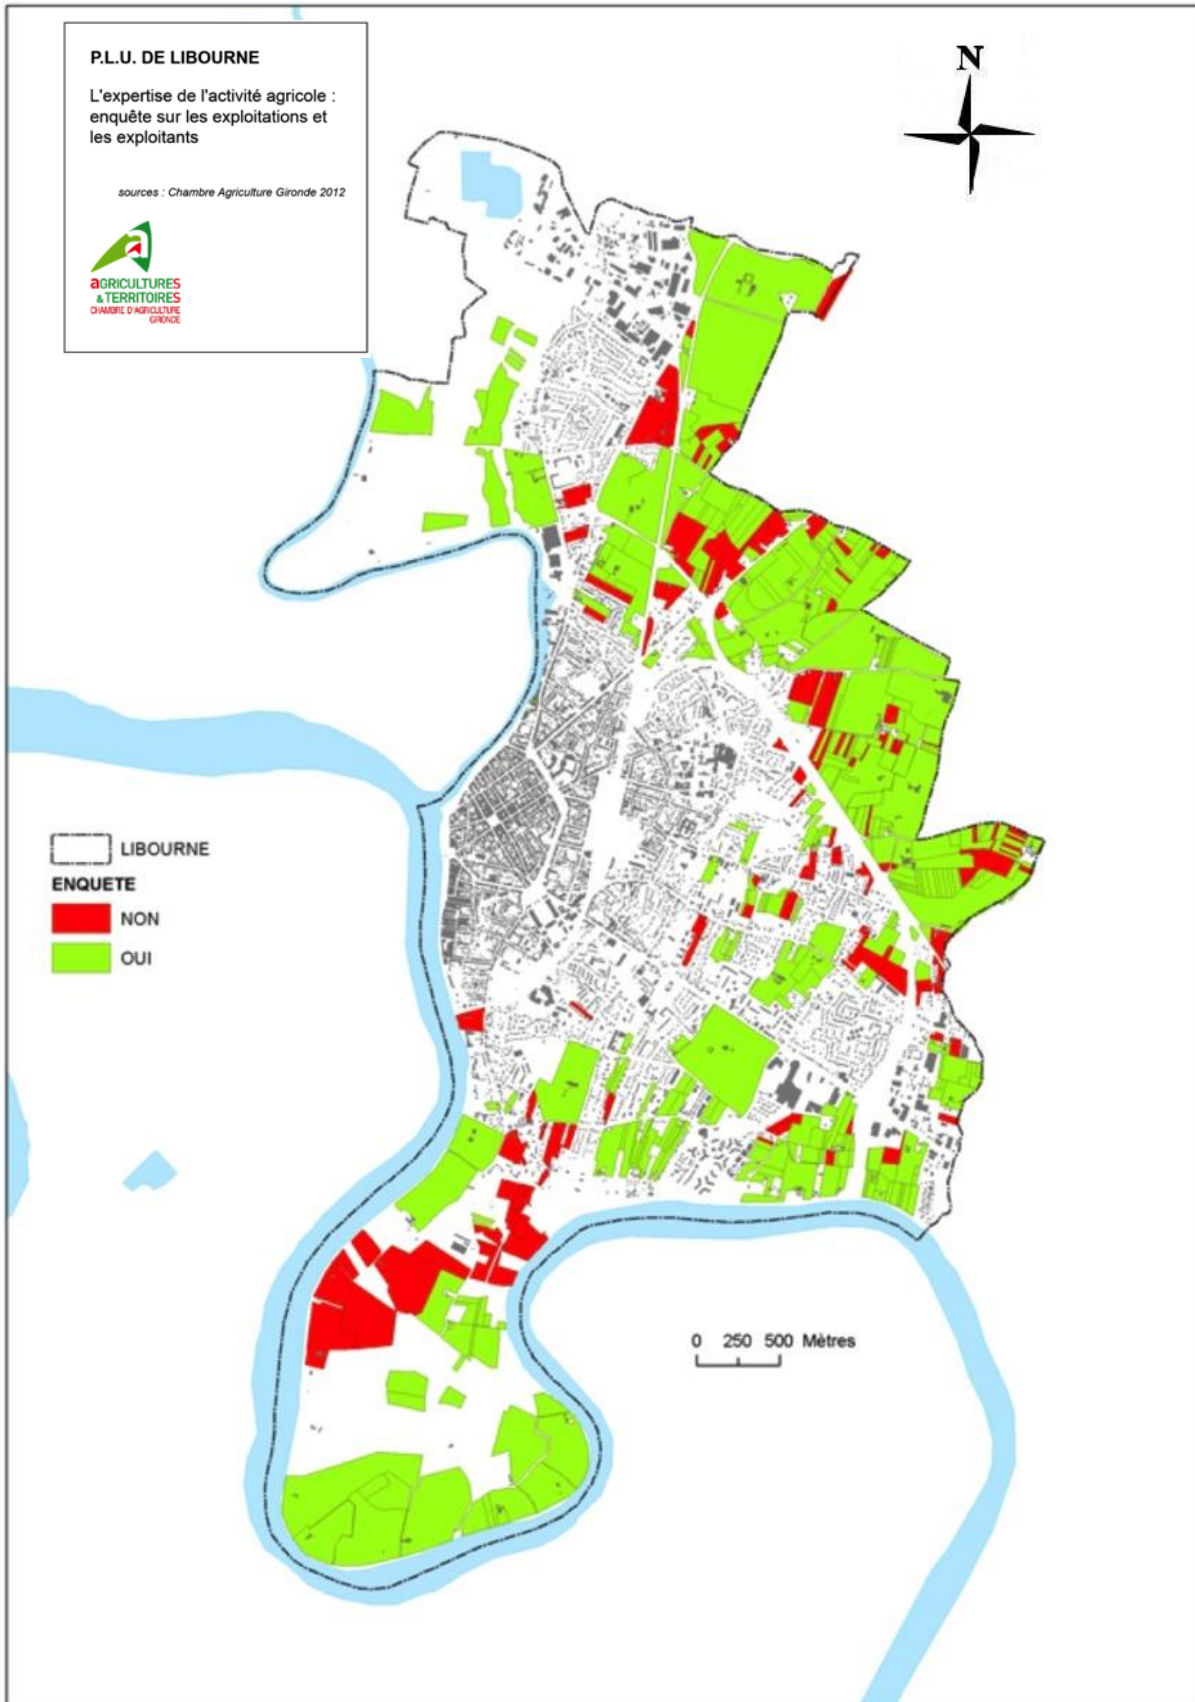 P.L.U. DE LIBOURNE
L'expertise de l'activité agricole :
enquête sur les exploitations et
les exploitants
sources : Chambre Agriculture Gironde 2012
aGRICULTURES
& TERRITOIRES
CHAMBRE D'AGRICULTURE
GIRONDE
N
LIBOURNE
ENQUETE
NON
OUI
0 250 500 Mètres